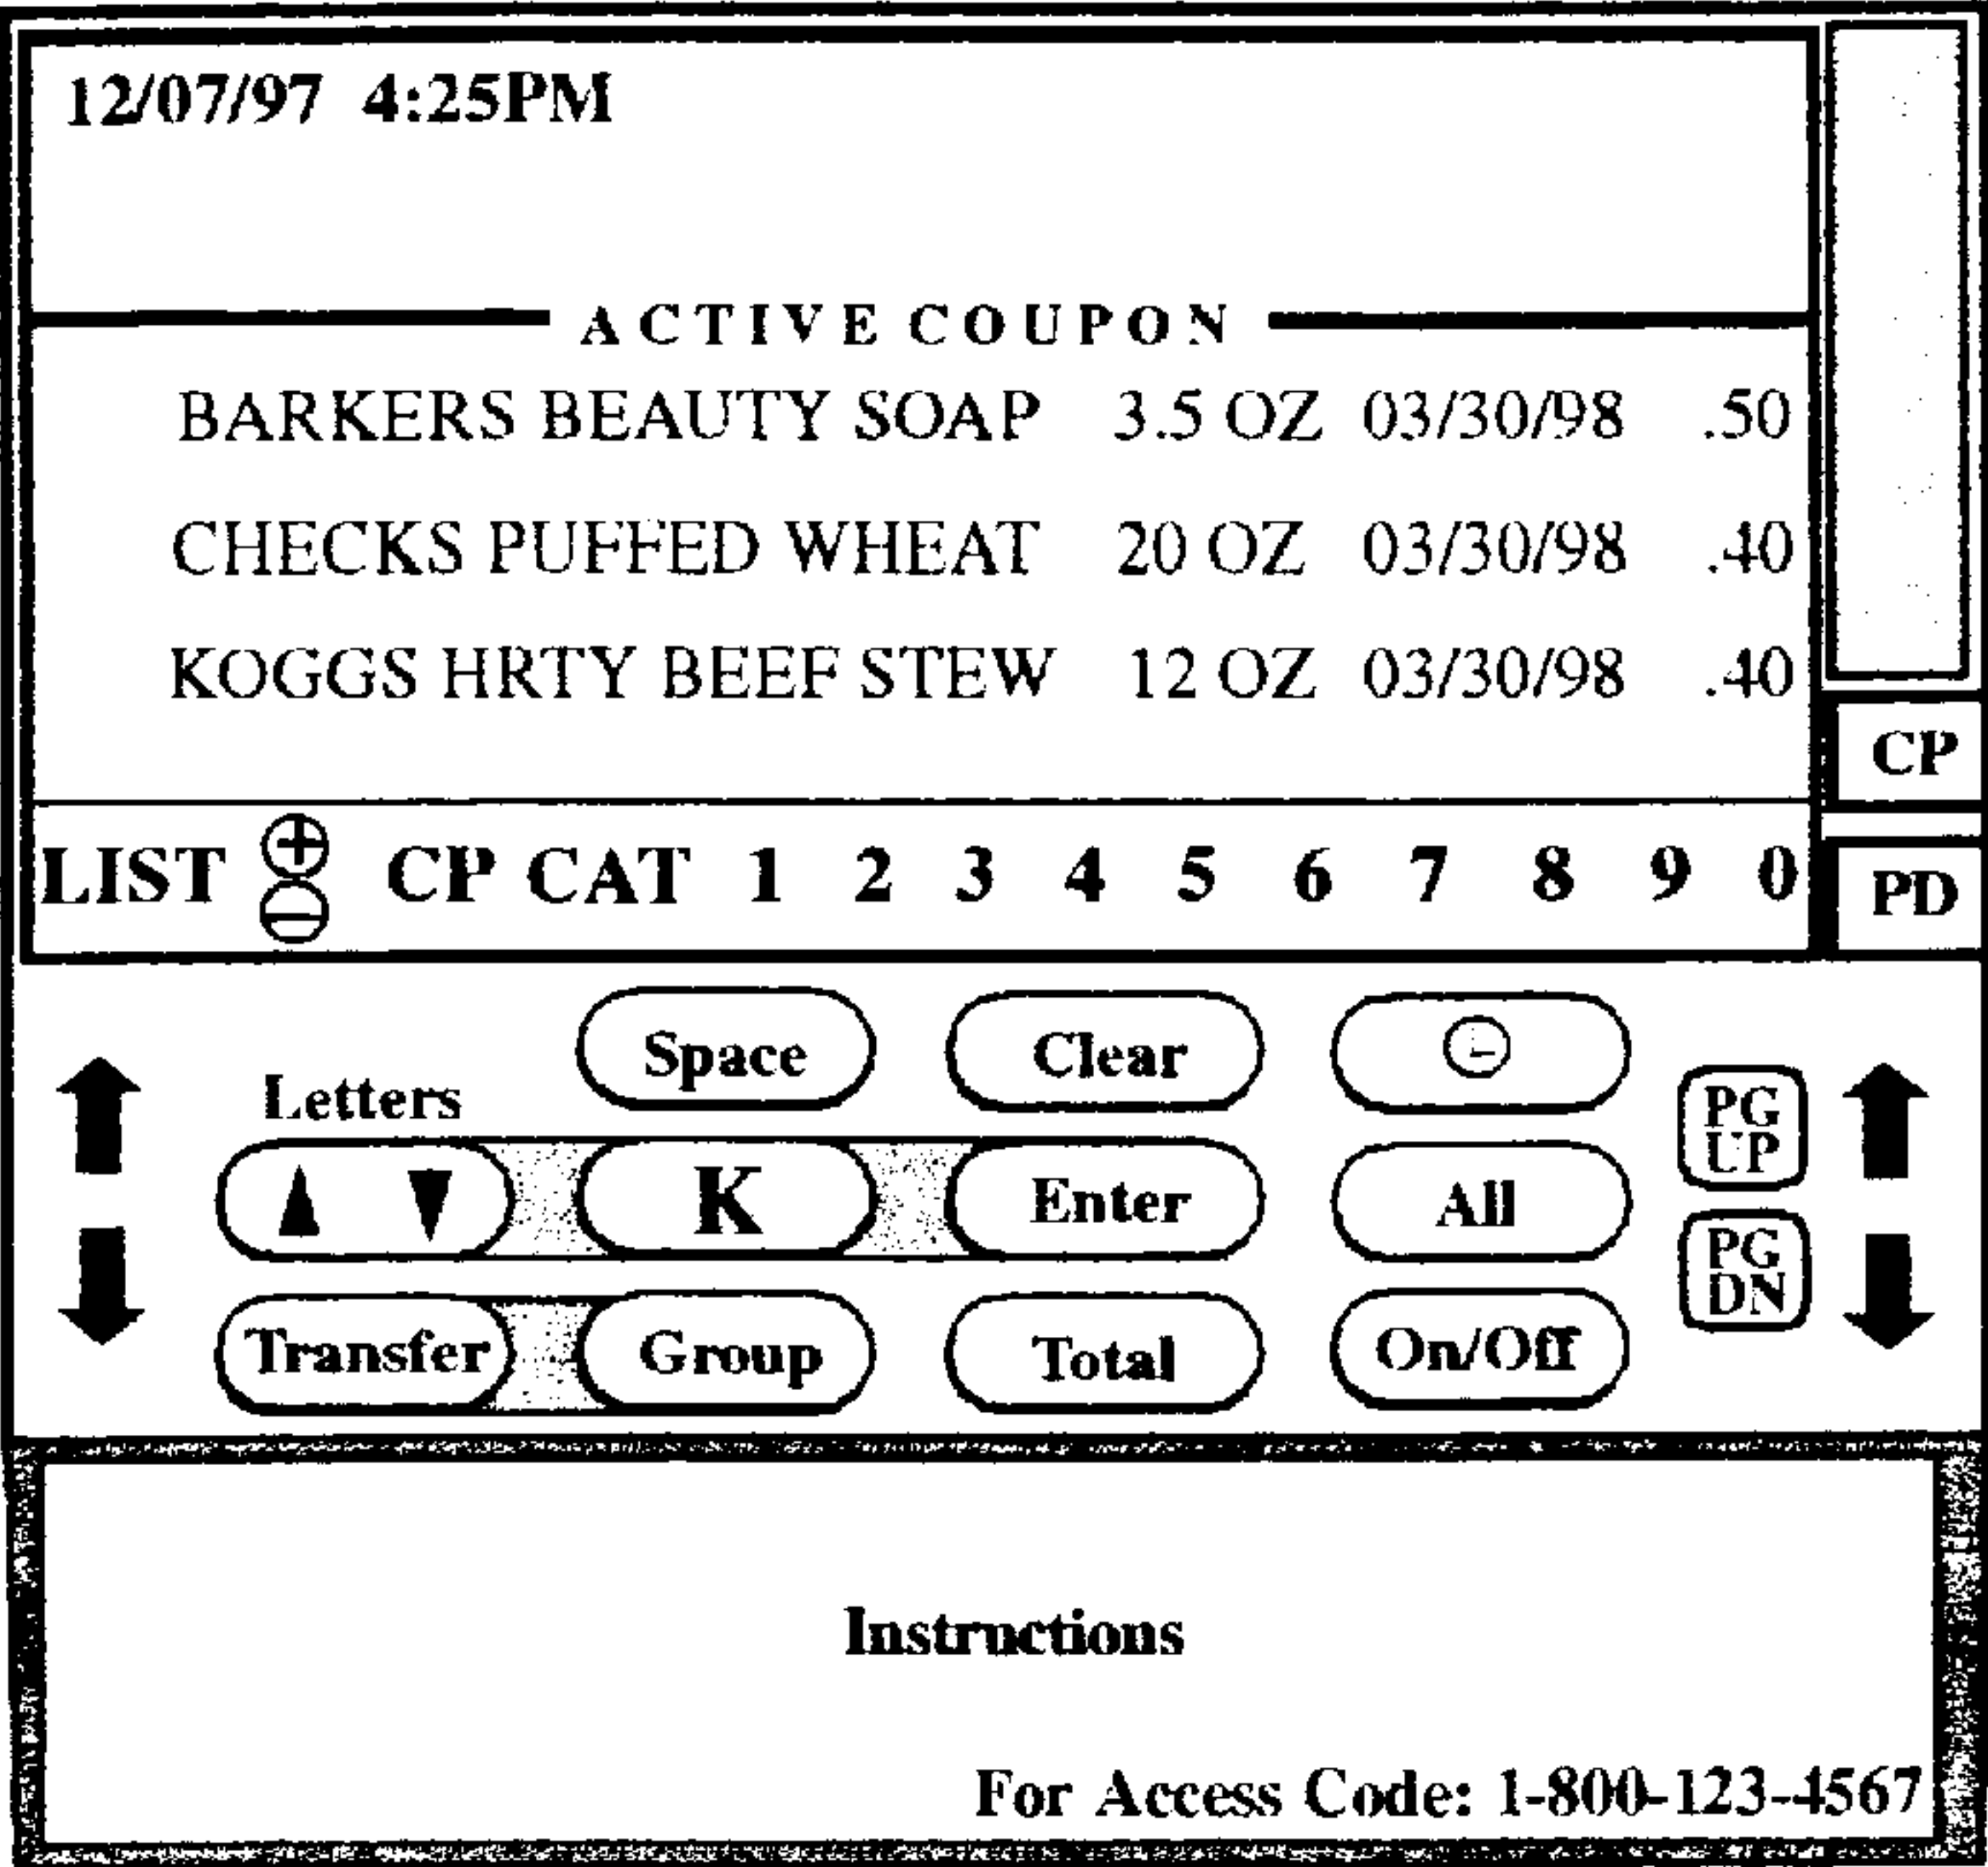 12/07/97 4:25PM
ACTIVE COUPON
BARKERS BEAUTY SOAP 3.5 OZ 03/30/98 .50
CHECKS PUFFED WHEAT 20 OZ 03/30/98 .40
KOGGS HRTY BEEF STEW 12 OZ 03/30/98 .40
CP
LIST + − CP CAT 1 2 3 4 5 6 7 8 9 0
PD
Space Clear −
Letters
PG UP
K Enter All
PG DN
Transfer Group Total On/Off
Instructions
For Access Code: 1-800-123-4567